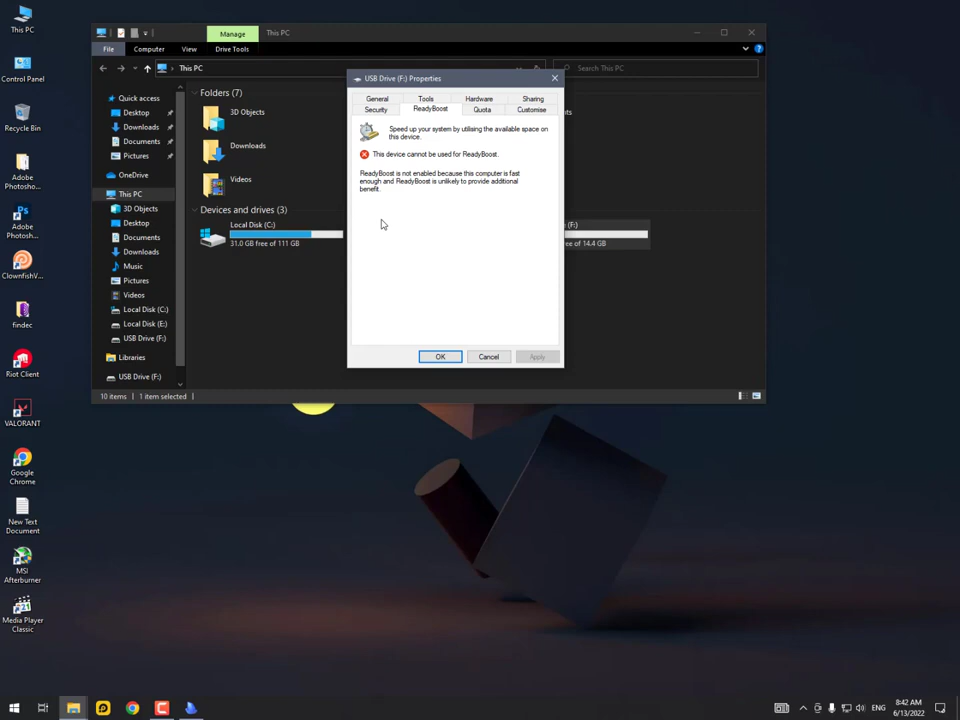 This PC
Control Panel
Recycle Bin
Adobe
Photosho...
Adobe
Photosh...
ClownfishV...
findec
Riot Client
VALORANT
Google
Chrome
New Text
Document
MSI
Afterburner
Media Player
Classic
Manage
This PC
File
Computer
View
Drive Tools
This PC
Search This PC
Quick access
Desktop
Downloads
Documents
Pictures
OneDrive
This PC
3D Objects
Desktop
Documents
Downloads
Music
Pictures
Videos
Local Disk (C:)
Local Disk (E:)
USB Drive (F:)
Libraries
USB Drive (F:)
Folders (7)
3D Objects
Downloads
Videos
Devices and drives (3)
Local Disk (C:)
31.0 GB free of 111 GB
ents
(F:)
ee of 14.4 GB
10 items
1 item selected
USB Drive (F:) Properties
General
Tools
Hardware
Sharing
Security
ReadyBoost
Quota
Customise
Speed up your system by utilising the available space on
this device.
This device cannot be used for ReadyBoost.
ReadyBoost is not enabled because this computer is fast
enough and ReadyBoost is unlikely to provide additional
benefit.
OK
Cancel
Apply
8:42 AM
6/13/2022